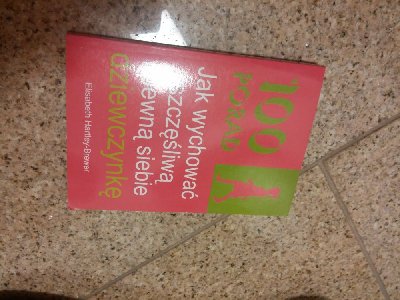 100
PORAD
Jak wychować
szczęśliwą
pewną siebie
dziewczynkę
Elisabeth Hartley-Brewer